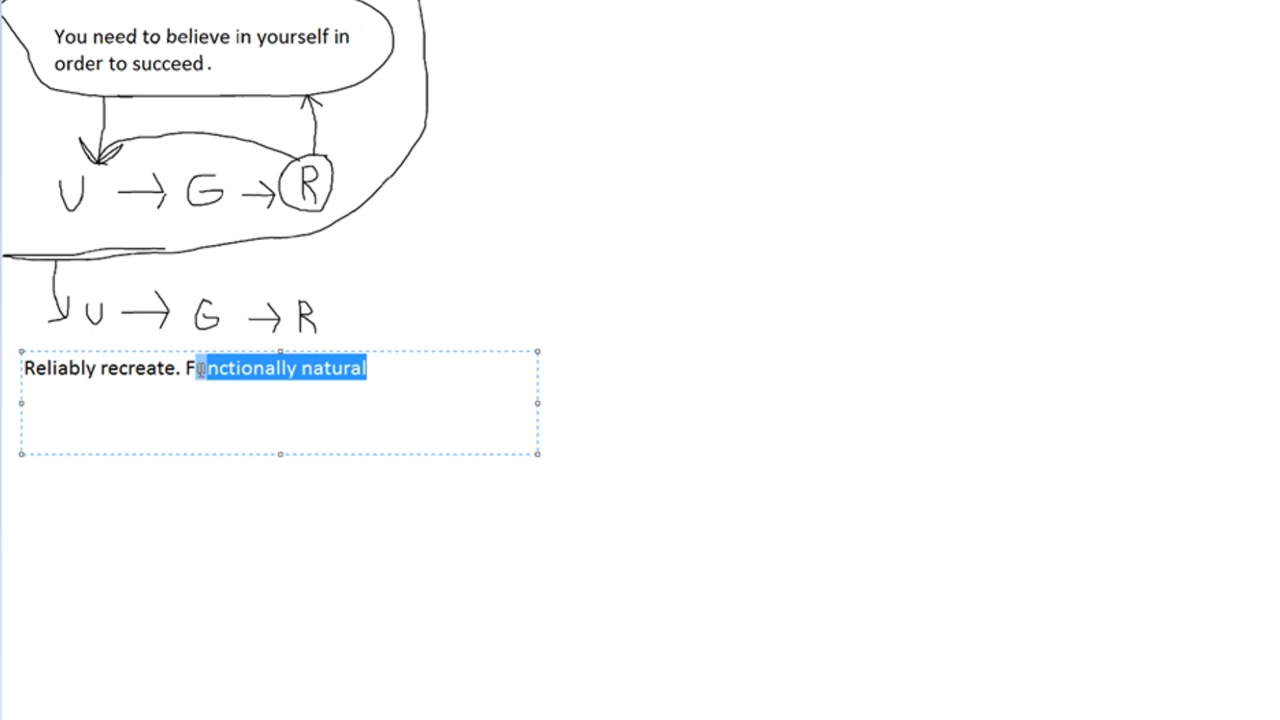 You need to believe in yourself in
order to succeed.
U → G → R
U → G → R
Reliably recreate. Functionally natural